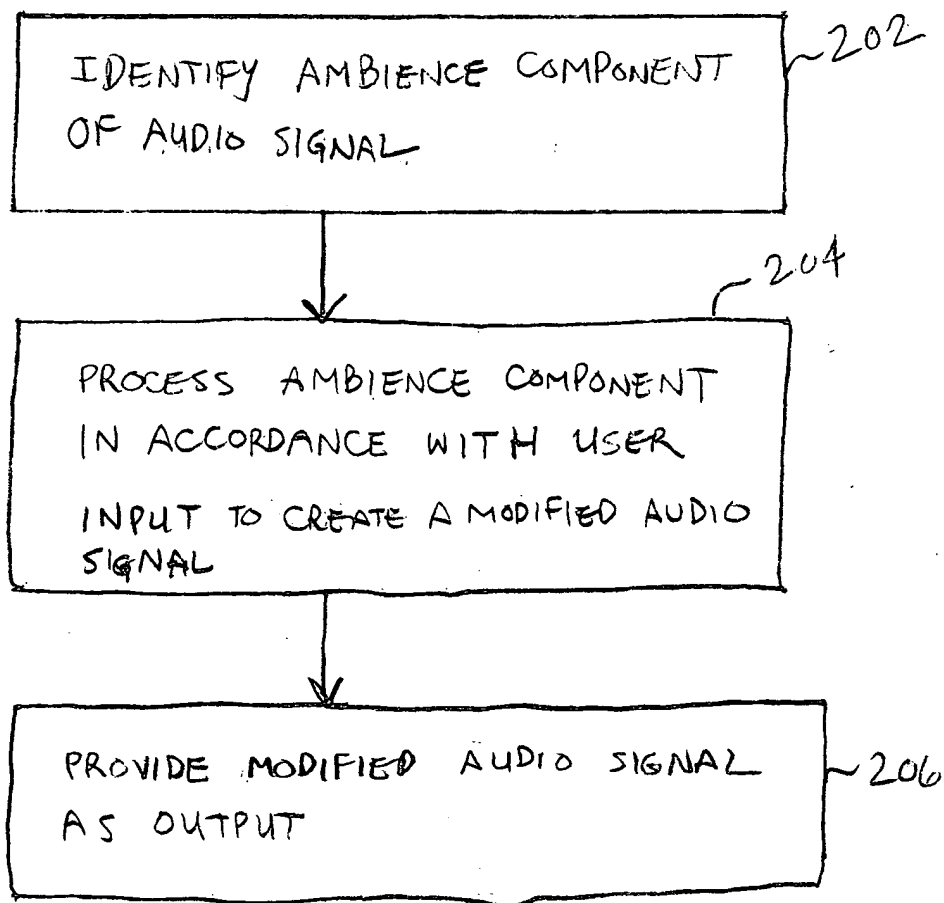 202
IDENTIFY AMBIENCE COMPONENT
OF AUDIO SIGNAL
204
PROCESS AMBIENCE COMPONENT
IN ACCORDANCE WITH USER
INPUT TO CREATE A MODIFIED AUDIO
SIGNAL
PROVIDE MODIFIED AUDIO SIGNAL
AS OUTPUT
206